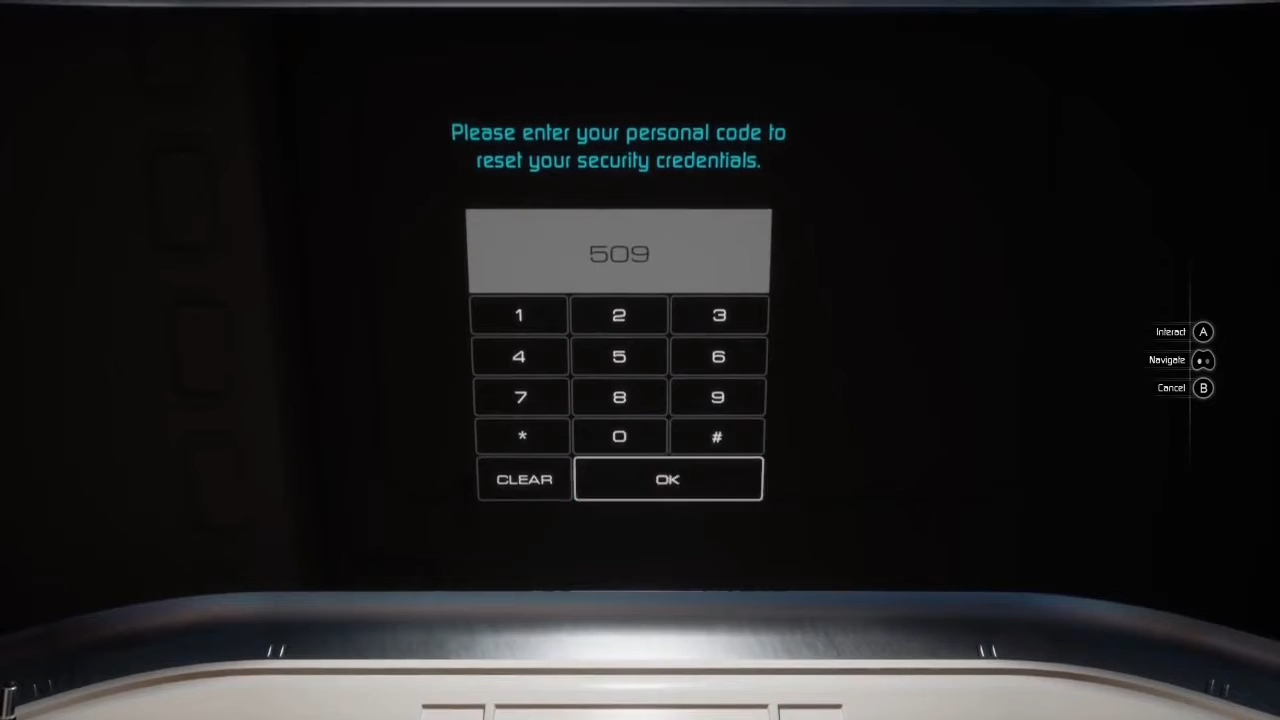 Please enter your personal code to
reset your security credentials.
509
1 2 3
4 5 6
7 8 9
* 0 #
CLEAR OK
Interact A
Navigate
Cancel B